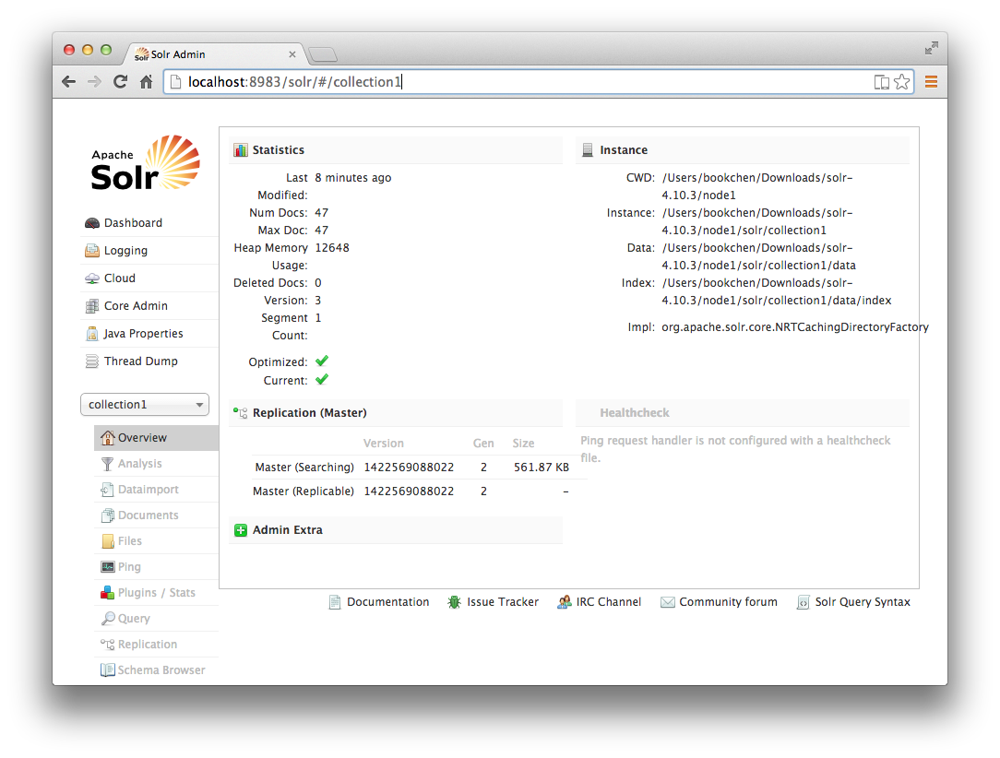 Solr Admin
localhost:8983/solr/#/collection1
Apache
Solr
Dashboard
Logging
Cloud
Core Admin
Java Properties
Thread Dump
collection1
Overview
Analysis
Dataimport
Documents
Files
Ping
Plugins / Stats
Query
Replication
Schema Browser
Statistics
Last Modified: 8 minutes ago
Num Docs: 47
Max Doc: 47
Heap Memory Usage: 12648
Deleted Docs: 0
Version: 3
Segment Count: 1
Optimized:
Current:
Instance
CWD: /Users/bookchen/Downloads/solr-
4.10.3/node1
Instance: /Users/bookchen/Downloads/solr-
4.10.3/node1/solr/collection1
Data: /Users/bookchen/Downloads/solr-
4.10.3/node1/solr/collection1/data
Index: /Users/bookchen/Downloads/solr-
4.10.3/node1/solr/collection1/data/index
Impl: org.apache.solr.core.NRTCachingDirectoryFactory
Replication (Master)
Version Gen Size
Master (Searching) 1422569088022 2 561.87 KB
Master (Replicable) 1422569088022 2 -
Healthcheck
Ping request handler is not configured with a healthcheck
file.
Admin Extra
Documentation
Issue Tracker
IRC Channel
Community forum
Solr Query Syntax